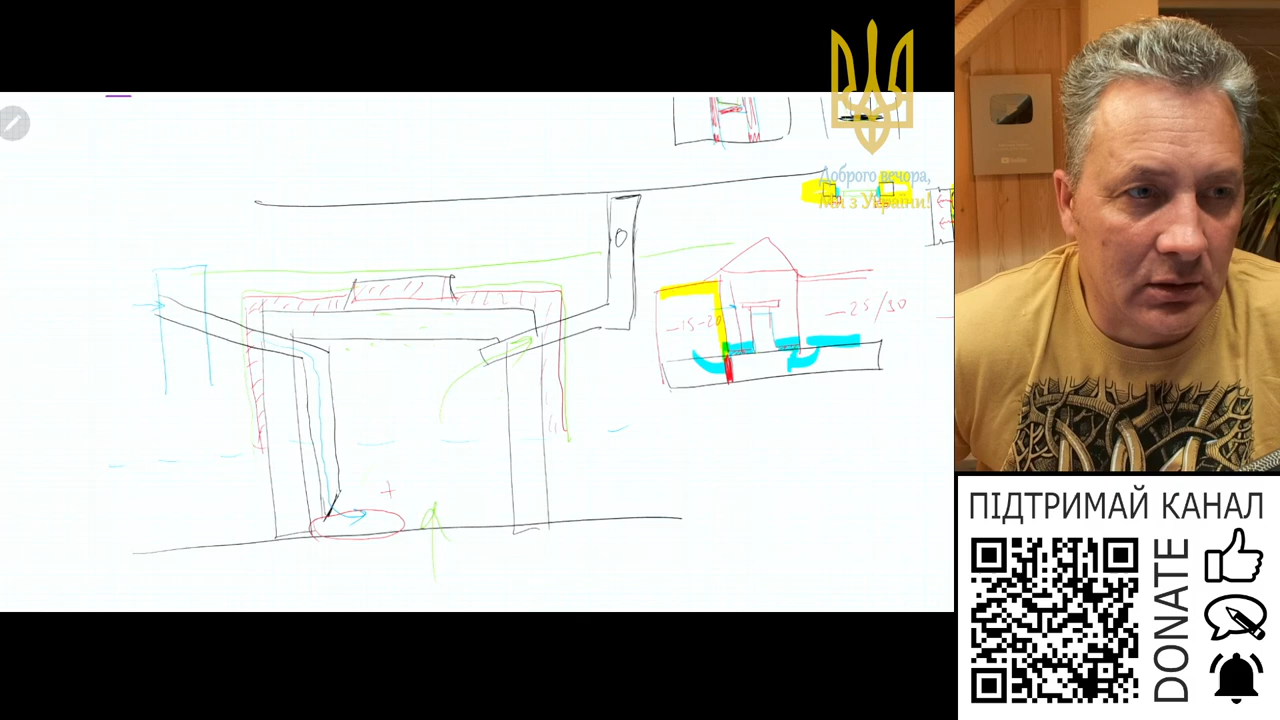 Доброго вечора,
Ми з України!
-15-20
-25/30
+
ПІДТРИМАЙ КАНАЛ
DONATE